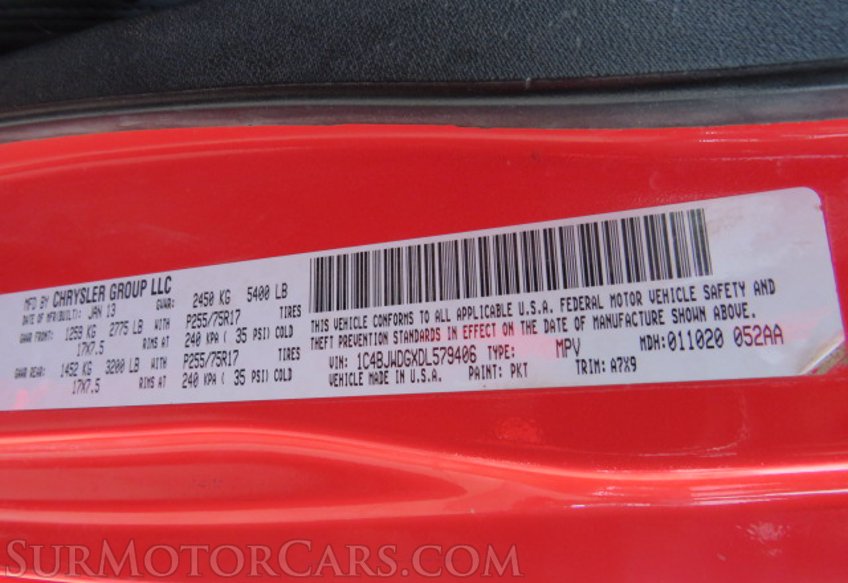 MFD BY CHRYSLER GROUP LLC
DATE OF MFR(BUILT): JAN 13 GVWR: 2450 KG 5400 LB
GAWR FRONT: 1259 KG 2775 LB WITH P255/75R17 TIRES
17X7.5 RIMS AT 240 KPA ( 35 PSI) COLD
GAWR REAR: 1452 KG 3200 LB WITH P255/75R17 TIRES
17X7.5 RIMS AT 240 KPA ( 35 PSI) COLD
THIS VEHICLE CONFORMS TO ALL APPLICABLE U.S.A. FEDERAL MOTOR VEHICLE SAFETY AND
THEFT PREVENTION STANDARDS IN EFFECT ON THE DATE OF MANUFACTURE SHOWN ABOVE.
VIN: 1C4BJWDGXDL579406 TYPE: MPV MDH: 011020 052AA
VEHICLE MADE IN U.S.A. PAINT: PKT TRIM: A7X9
SURMOTORCARS.COM